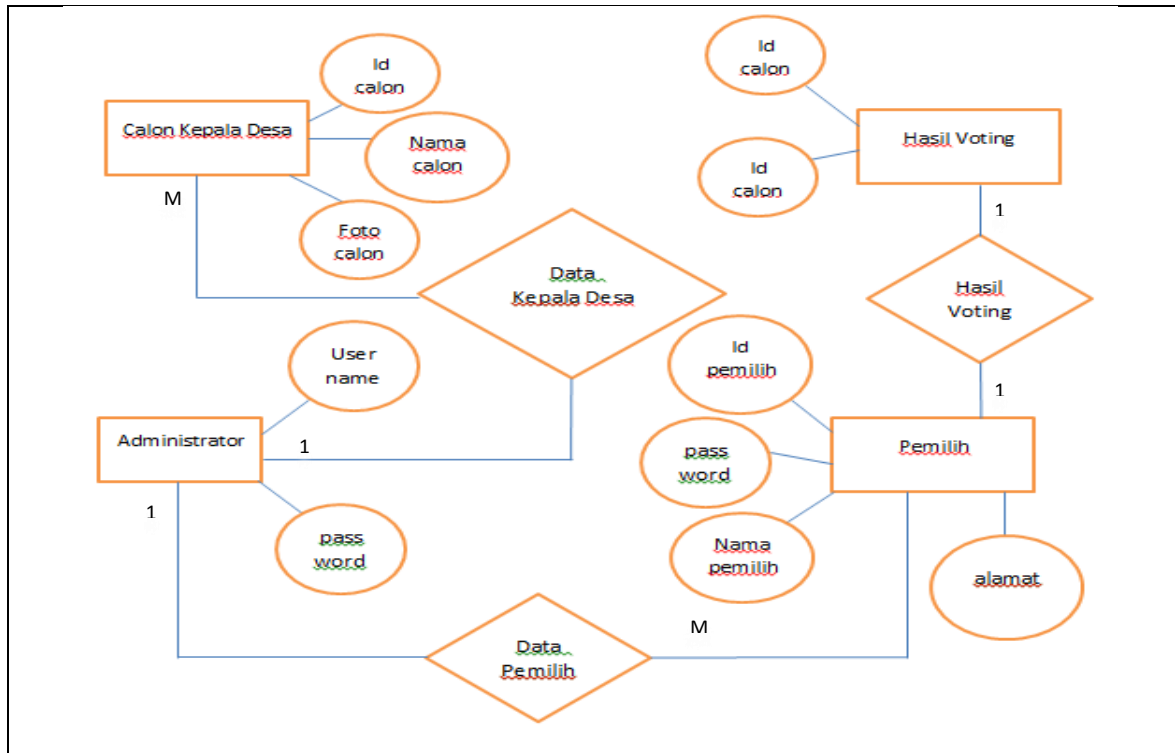 Id
calon
Calon Kepala Desa
Nama
calon
M
Foto
calon
Id
calon
Hasil Voting
Id
calon
1
Data
Kepala Desa
Hasil
Voting
User
name
Id
pemilih
1
Administrator
1
Pemilih
pass
word
1
pass
word
Nama
pemilih
alamat
M
Data
Pemilih